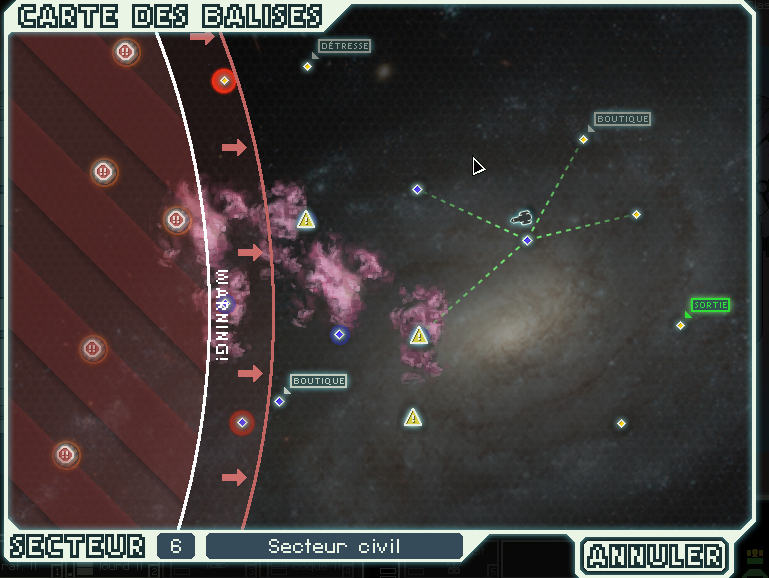 CARTE DES BALISES
DÉTRESSE
BOUTIQUE
WARNING!
SORTIE
BOUTIQUE
SECTEUR 6 Secteur civil
ANNULER